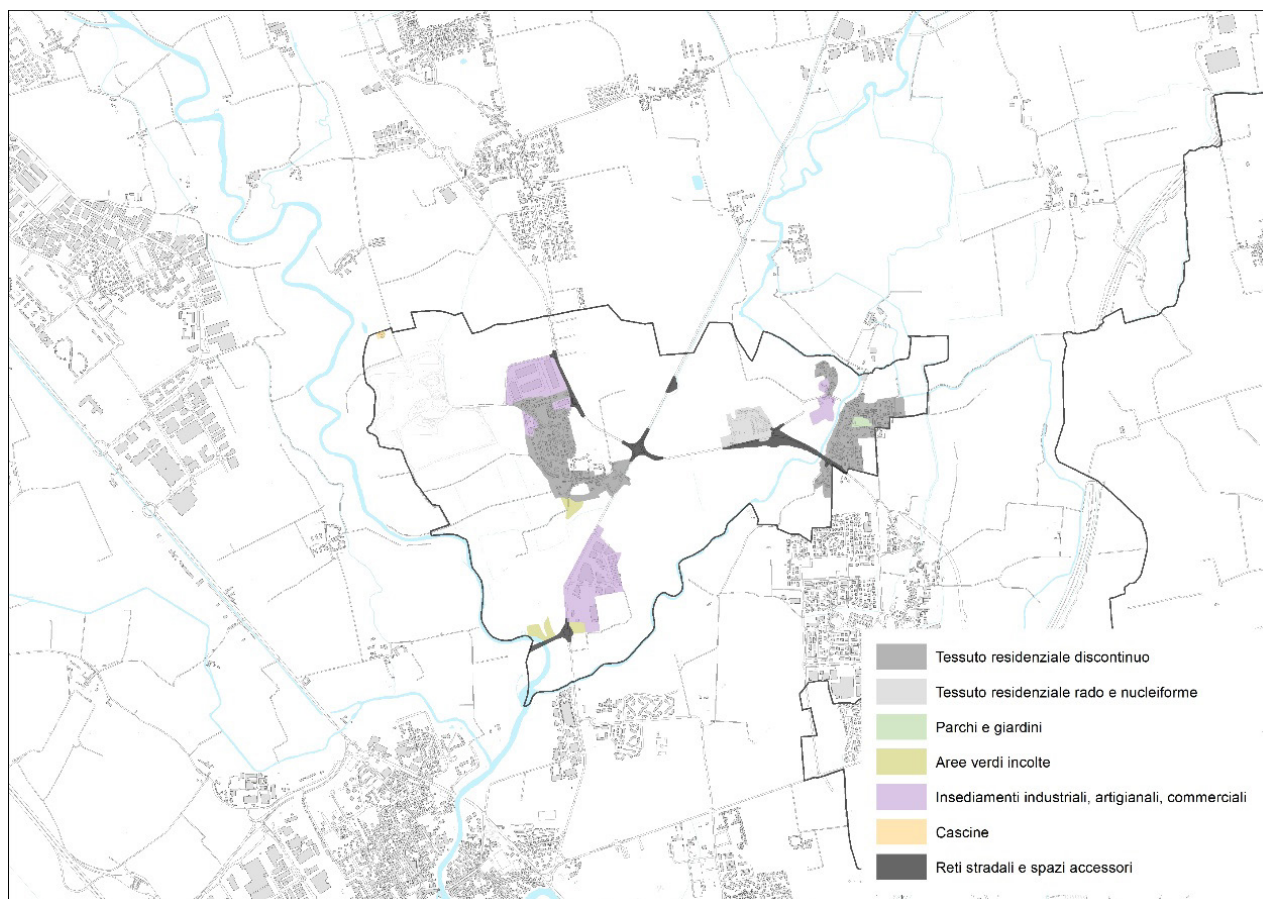 Tessuto residenziale discontinuo
Tessuto residenziale rado e nucleiforme
Parchi e giardini
Aree verdi incolte
Insediamenti industriali, artigianali, commerciali
Cascine
Reti stradali e spazi accessori